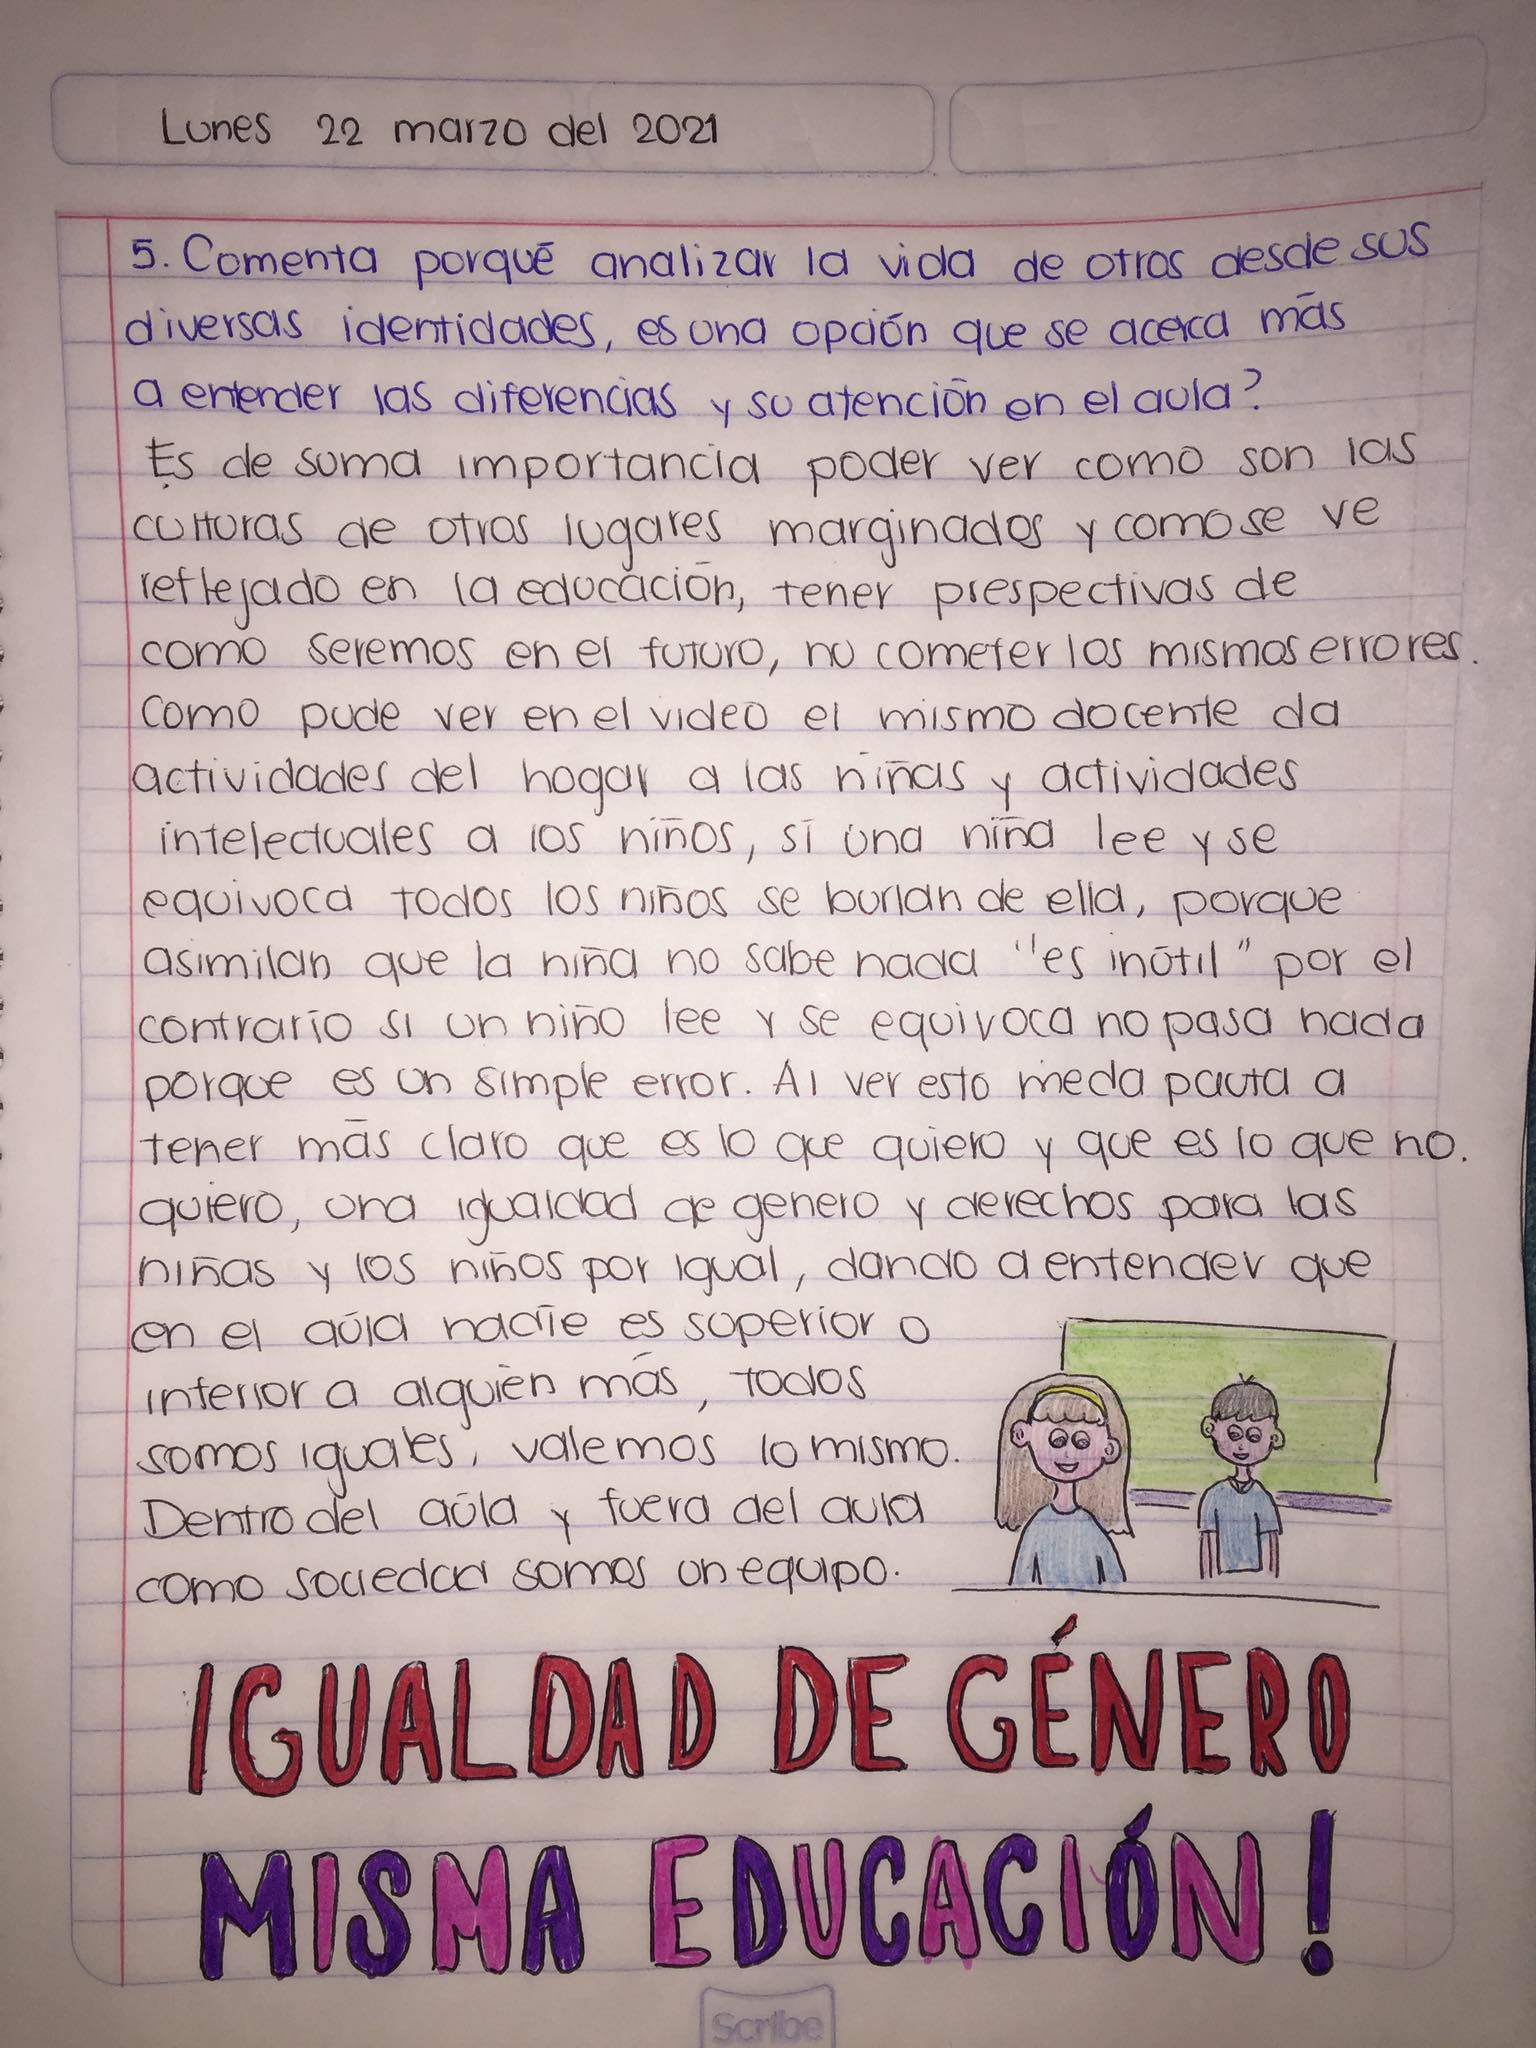 Lunes 22 marzo del 2021
5. Comenta porqué analizar la vida de otros desde sus
diversas identidades, es una opción que se acerca más
a entender las diferencias y su atención en el aula?
Es de suma importancia poder ver como son las
culturas de otros lugares marginados y como se ve
reflejado en la educación, tener prespectivas de
como seremos en el futuro, no cometer los mismos errores.
Como pude ver en el video el mismo docente da
actividades del hogar a las niñas y actividades
intelectuales a los niños, sí una niña lee y se
equivoca todos los niños se burlan de ella, porque
asimilan que la niña no sabe nada "es inútil" por el
contrario si un niño lee y se equivoca no pasa nada
porque es un simple error. Al ver esto me da pauta a
tener más claro que es lo que quiero y que es lo que no.
quiero, una igualdad de genero y derechos para las
niñas y los niños por igual, dando a entender que
en el aúla nadie es superior o
inferior a alguien más, todos
somos iguales, valemos lo mismo.
Dentro del aúla y fuera del aula
como sociedad somos un equipo.
IGUALDAD DE GÉNERO
MISMA EDUCACIÓN!
Scribe